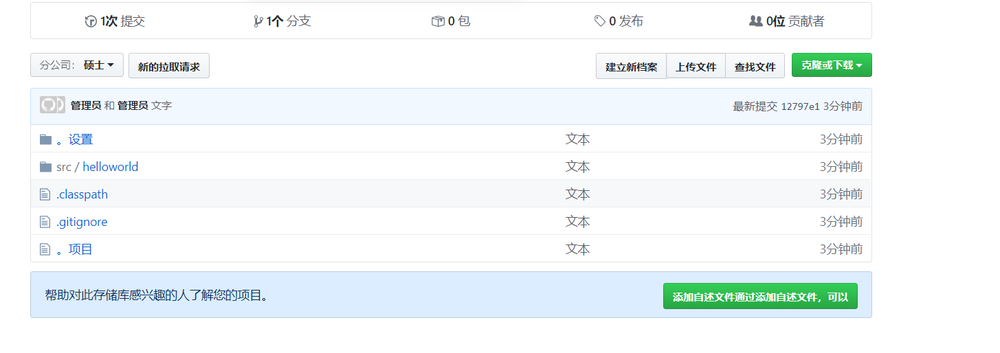 1次 提交 1个 分支 0 包 0 发布 0位 贡献者
分公司： 硕士 新的拉取请求 建立新档案 上传文件 查找文件 克隆或下载
管理员 和 管理员 文字 最新提交 12797e1 3分钟前
。设置 文本 3分钟前
src / helloworld 文本 3分钟前
.classpath 文本 3分钟前
.gitignore 文本 3分钟前
。项目 文本 3分钟前
帮助对此存储库感兴趣的人了解您的项目。 添加自述文件通过添加自述文件，可以